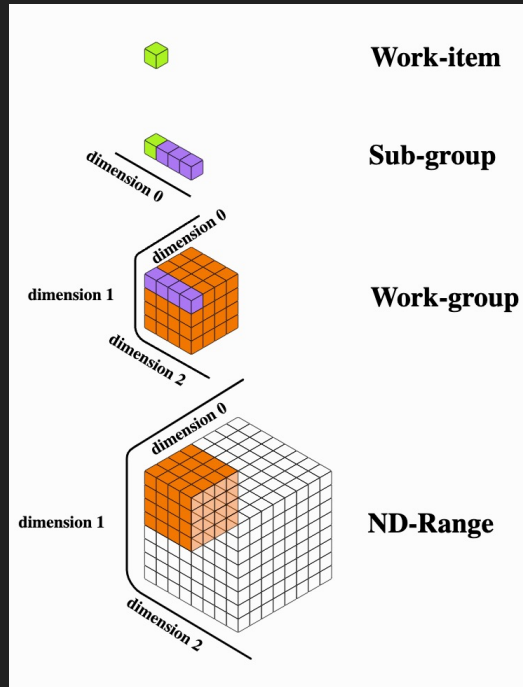 Work-item
Sub-group
dimension 0
dimension 0
dimension 1
Work-group
dimension 2
dimension 0
dimension 1
ND-Range
dimension 2